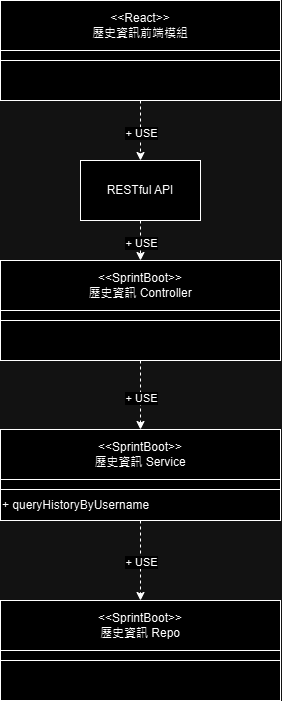 <<React>>
歷史資訊前端模組
+ USE
RESTful API
+ USE
<<SprintBoot>>
歷史資訊 Controller
+ USE
<<SprintBoot>>
歷史資訊 Service
+ queryHistoryByUsername
+ USE
<<SprintBoot>>
歷史資訊 Repo